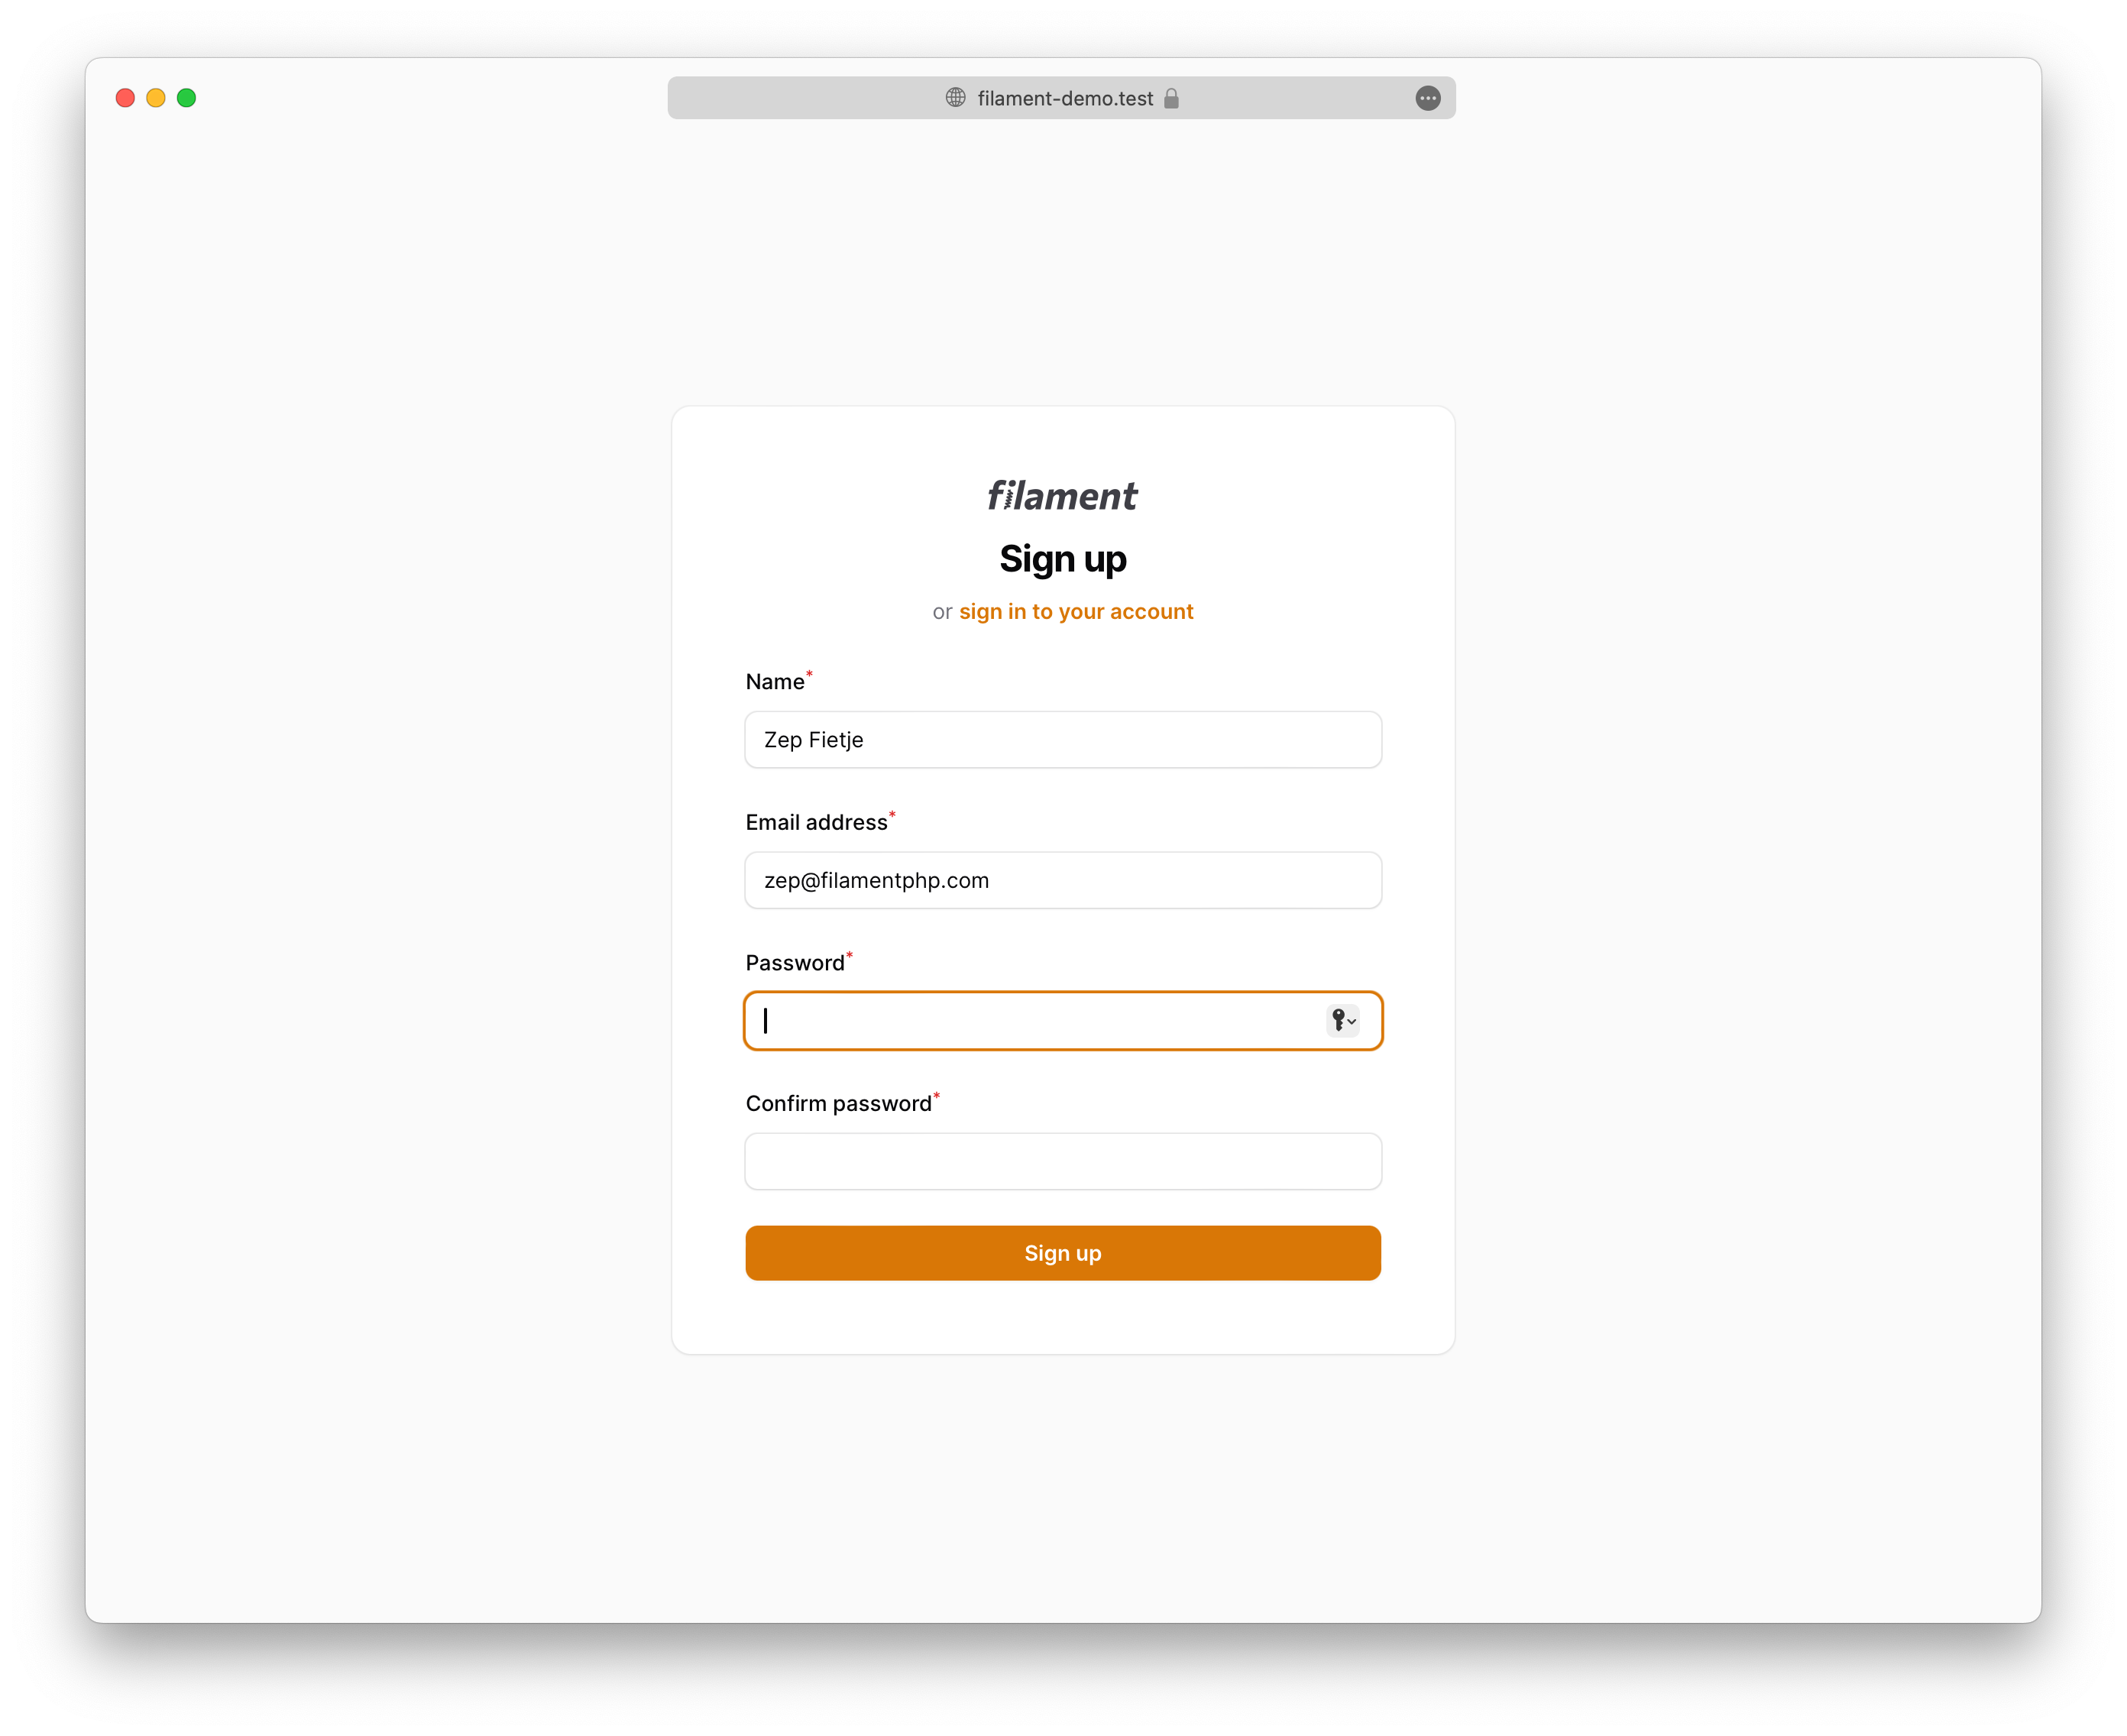 filament-demo.test
filament
Sign up
or sign in to your account
Name*
Zep Fietje
Email address*
zep@filamentphp.com
Password*
Confirm password*
Sign up